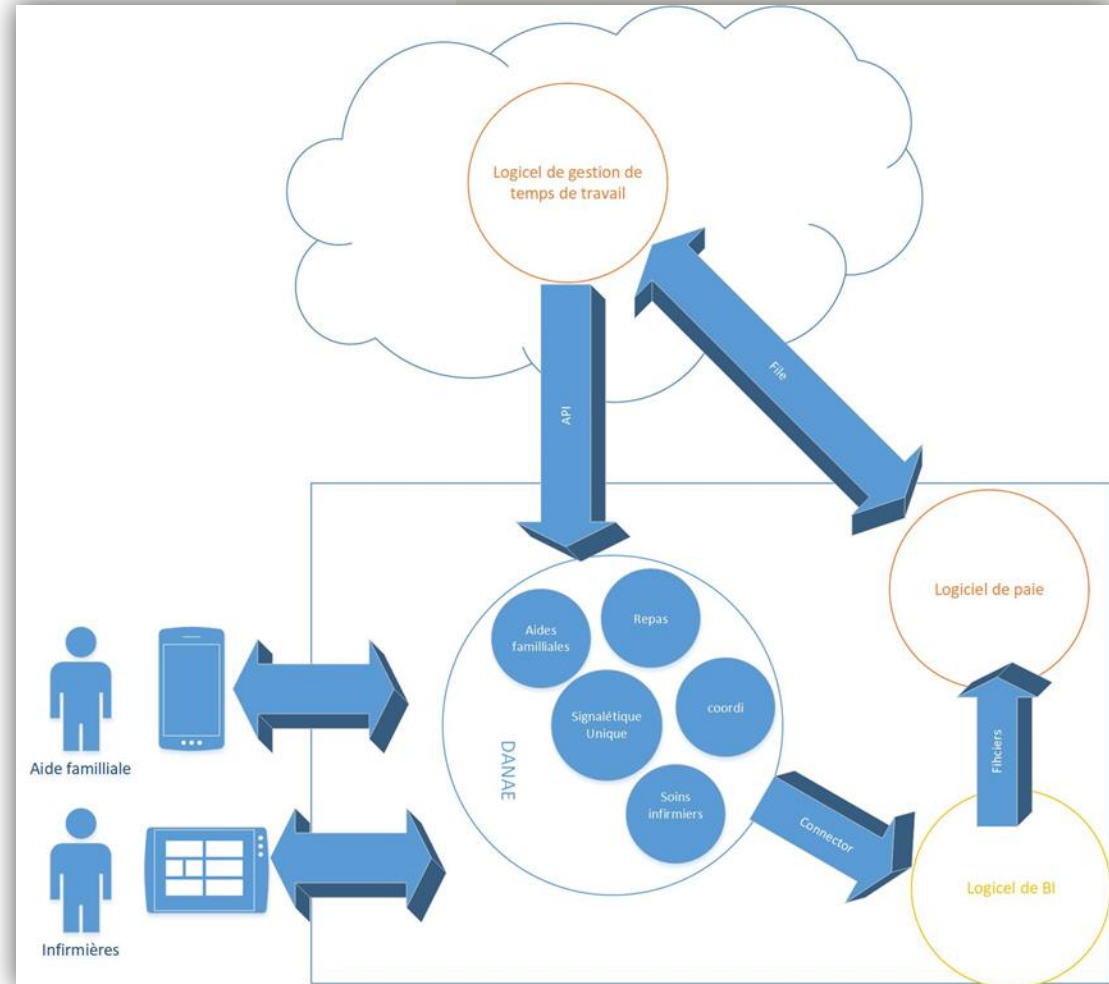 Logicel de gestion de
temps de travail
File
API
Logiciel de paie
Aides
familliales
Repas
Signalétique
Unique
coordi
DANAE
Soins
infirmiers
Connector
Fihciers
Logicel de BI
Aide familliale
Infirmières